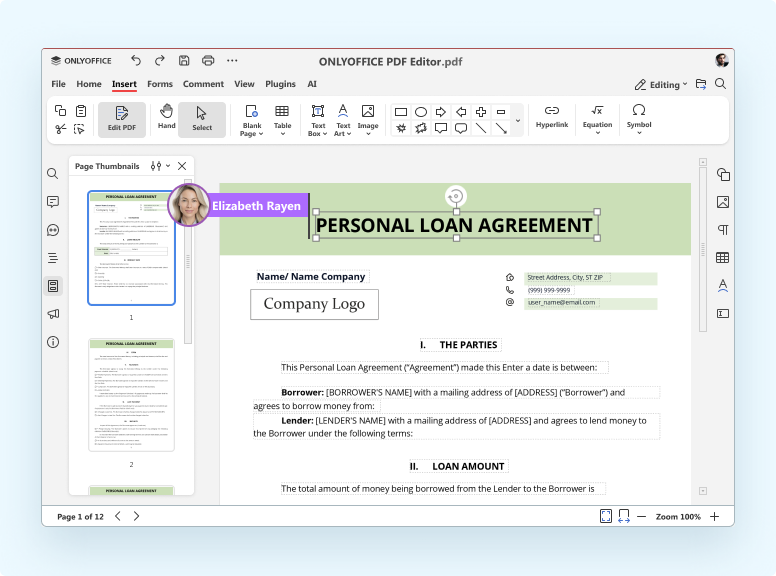 ONLYOFFICE
ONLYOFFICE PDF Editor.pdf
File Home Insert Forms Comment View Plugins AI
Editing
Edit PDF
Hand
Select
Blank Page
Table
Text Box
Text Art
Image
Hyperlink
Equation
Symbol
Page Thumbnails
PERSONAL LOAN AGREEMENT
1
PERSONAL LOAN AGREEMENT
2
PERSONAL LOAN AGREEMENT
Elizabeth Rayen
PERSONAL LOAN AGREEMENT
Name/ Name Company
Company Logo
Street Address, City, ST ZIP
(999) 999-9999
@ user_name@email.com
I. THE PARTIES
This Personal Loan Agreement (“Agreement”) made this Enter a date is between:
Borrower: [BORROWER'S NAME] with a mailing address of [ADDRESS] (“Borrower”) and
agrees to borrow money from:
Lender: [LENDER'S NAME] with a mailing address of [ADDRESS] and agrees to lend money to
the Borrower under the following terms:
II. LOAN AMOUNT
The total amount of money being borrowed from the Lender to the Borrower is
Page 1 of 12
Zoom 100%